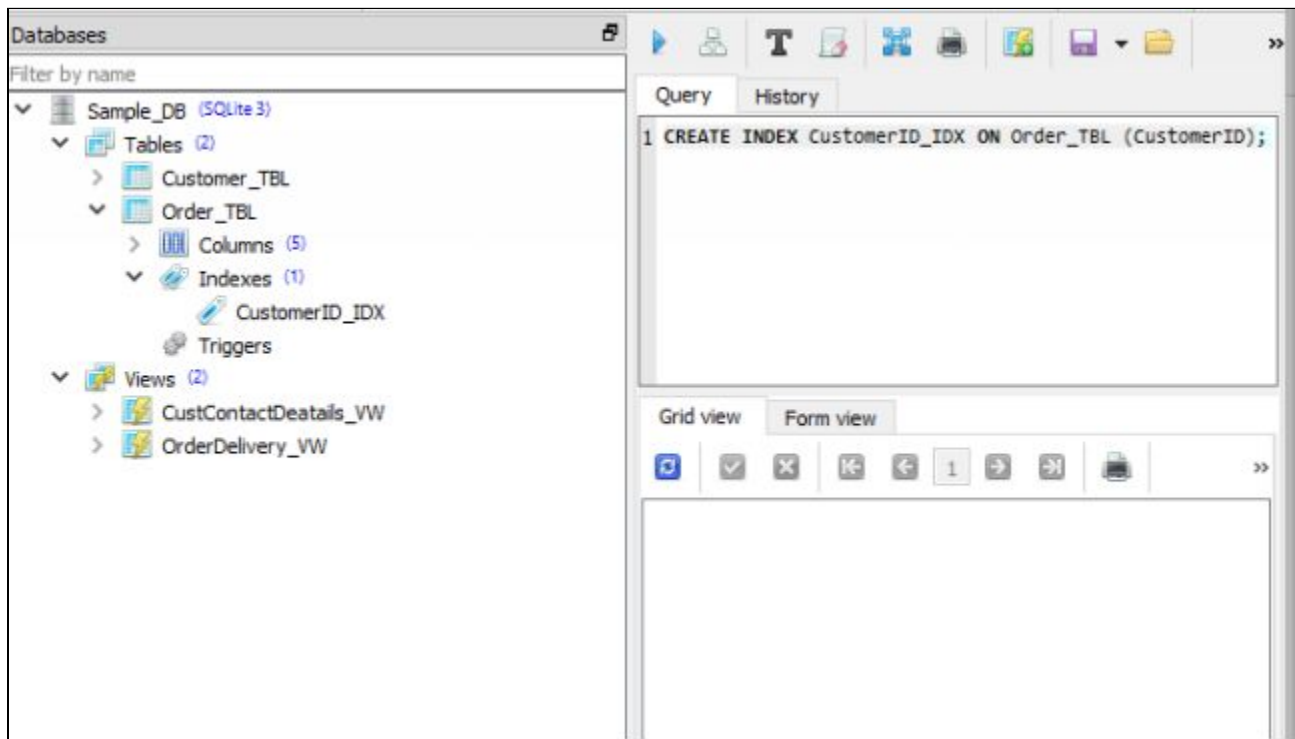 Databases
Filter by name
Sample_DB (SQLite 3)
Tables (2)
Customer_TBL
Order_TBL
Columns (5)
Indexes (1)
CustomerID_IDX
Triggers
Views (2)
CustContactDeatails_VW
OrderDelivery_VW
T
»
Query History
1 CREATE INDEX CustomerID_IDX ON Order_TBL (CustomerID);
Grid view Form view
1 »